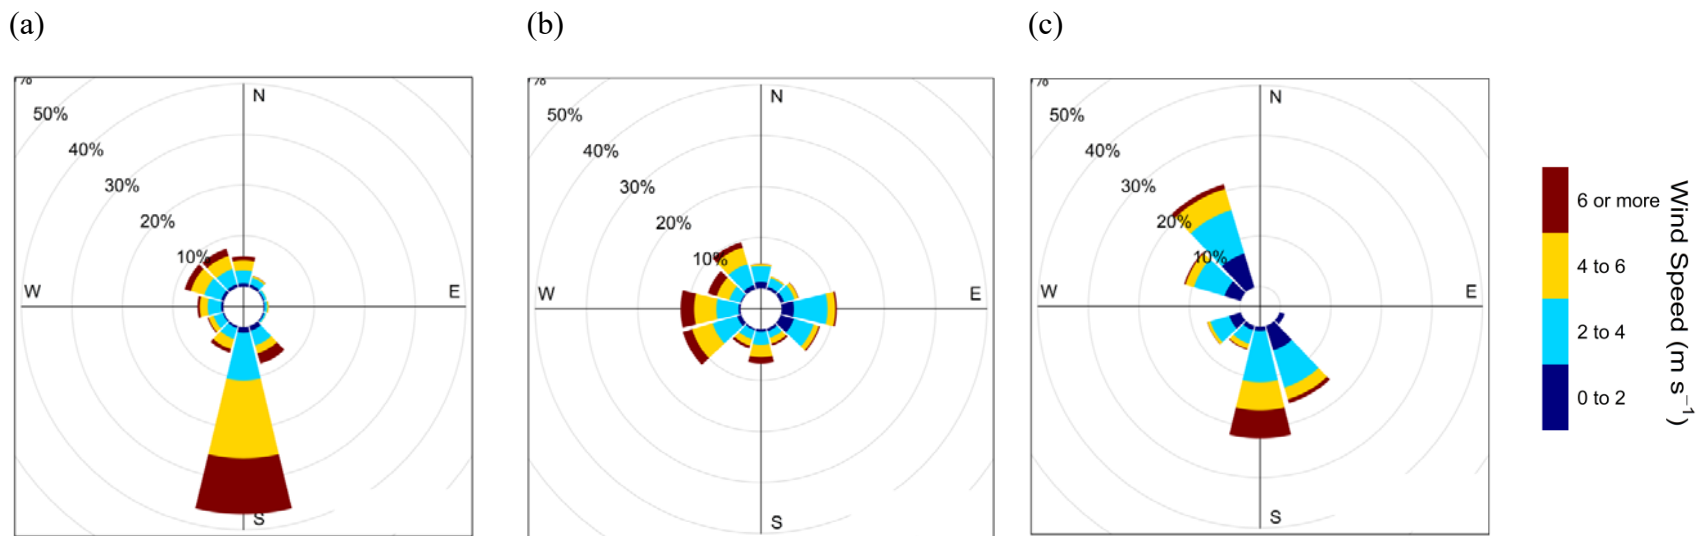 (a)
(b)
(c)
%
50%
40%
30%
20%
10%
N
E
S
W
%
50%
40%
30%
20%
10%
N
E
S
W
%
50%
40%
30%
20%
10%
N
E
S
W
6 or more
4 to 6
2 to 4
0 to 2
Wind Speed (m s⁻¹)